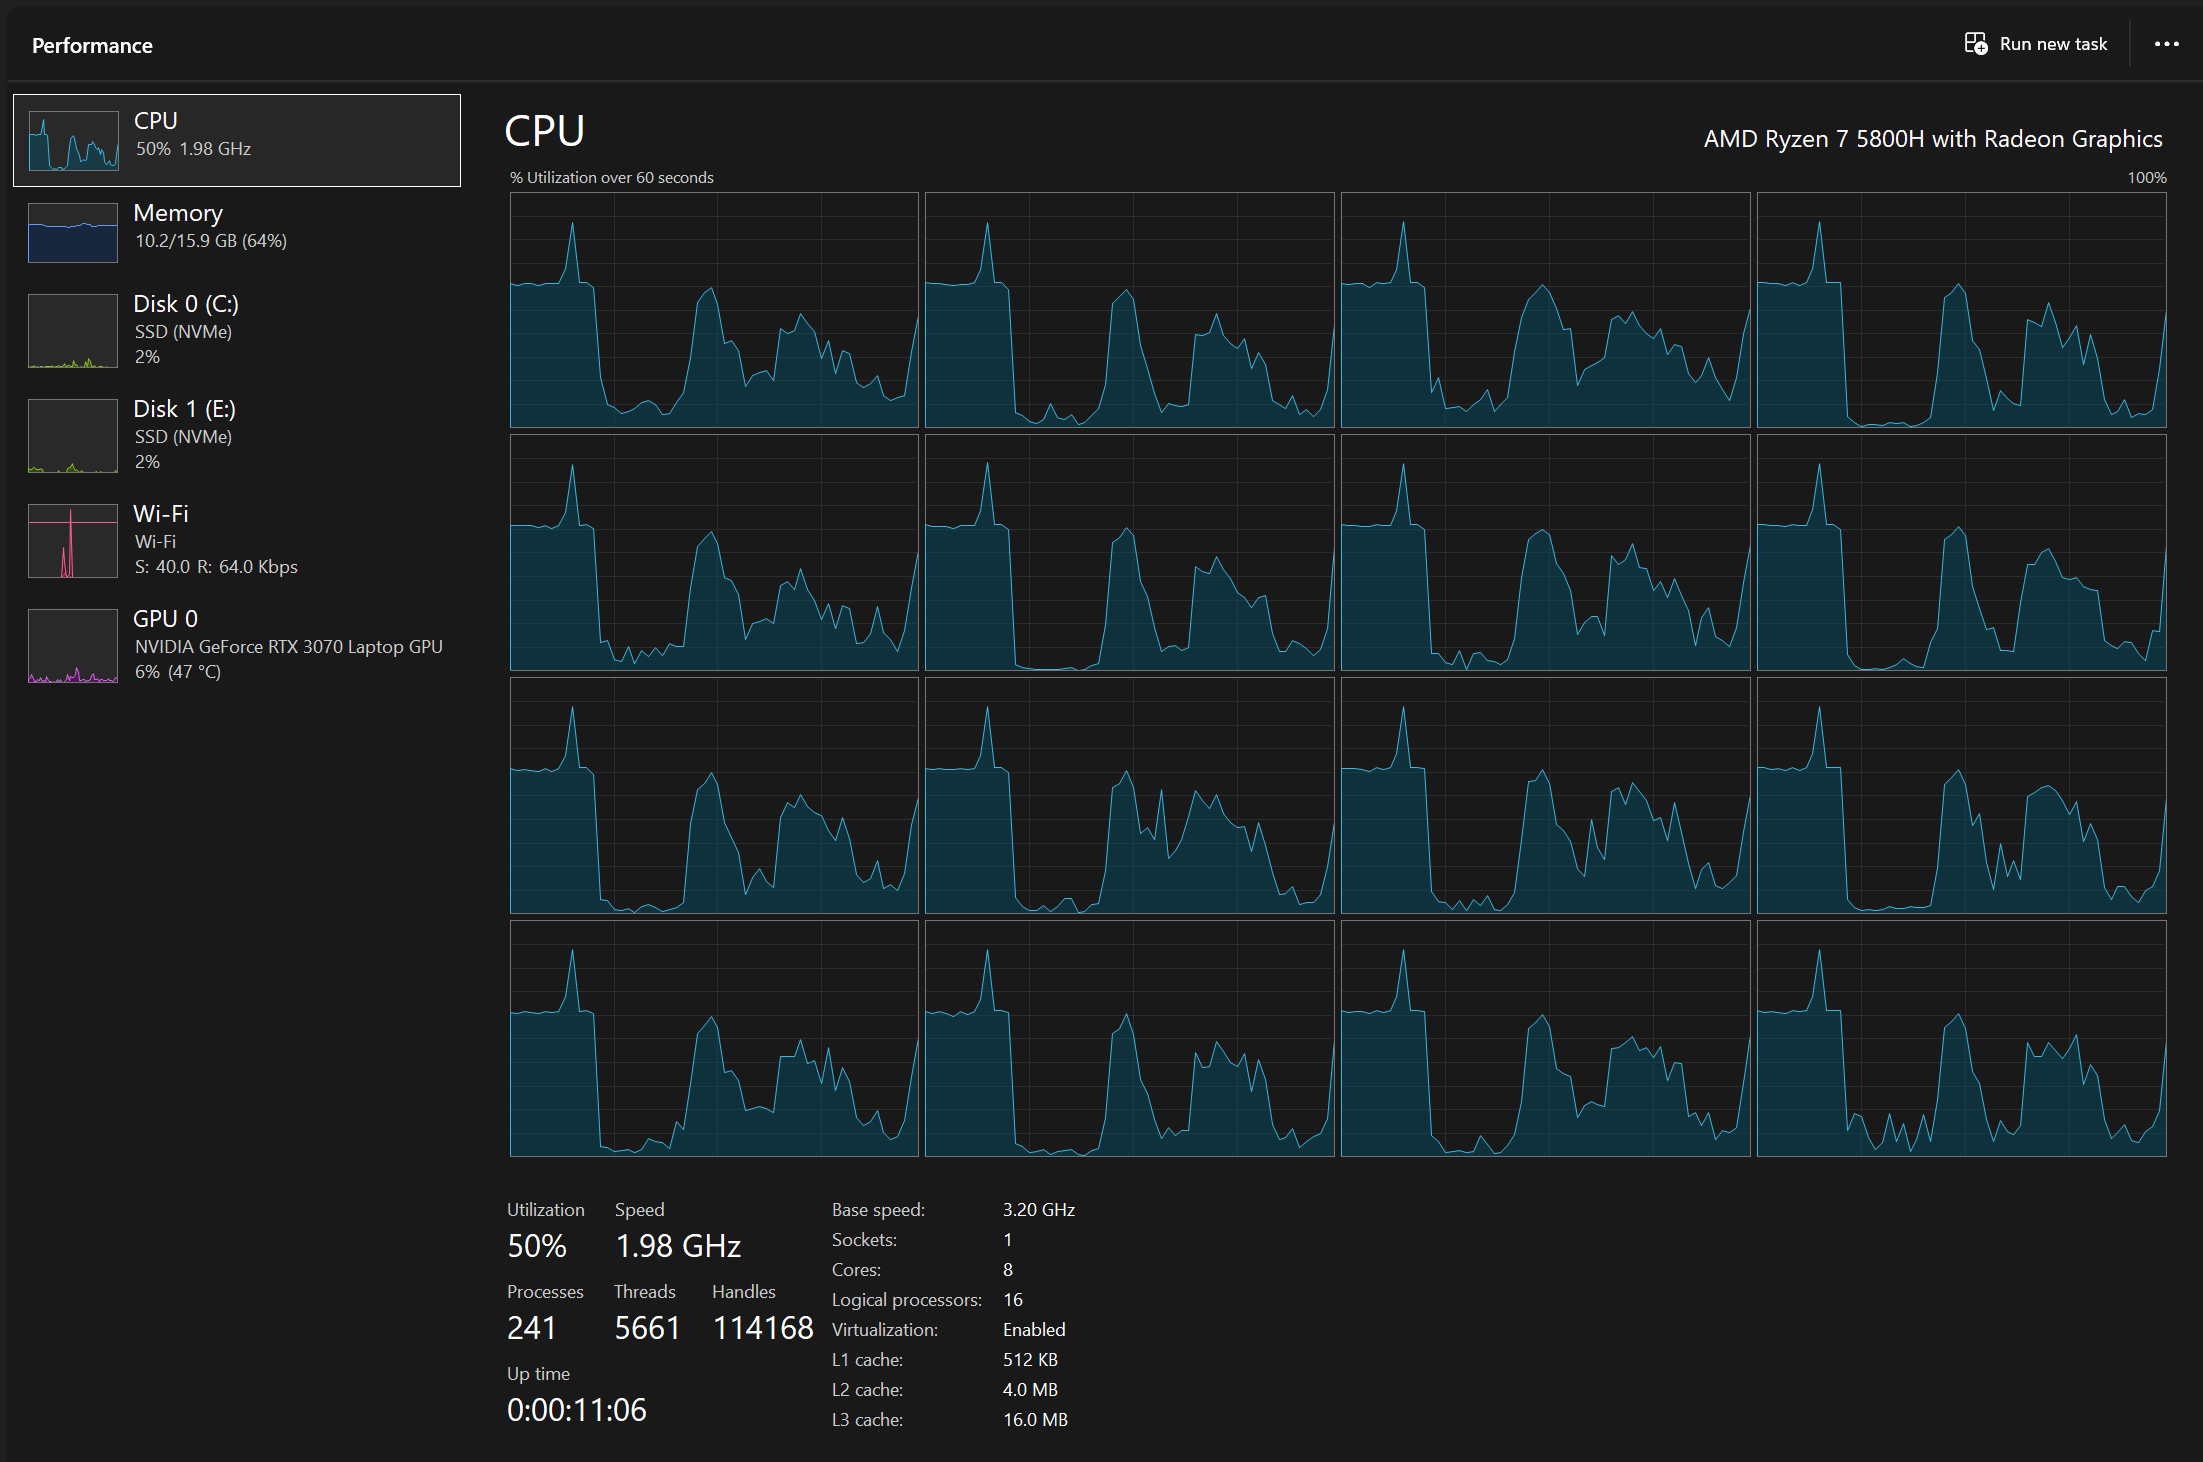 Performance
Run new task
CPU
50% 1.98 GHz
Memory
10.2/15.9 GB (64%)
Disk 0 (C:)
SSD (NVMe)
2%
Disk 1 (E:)
SSD (NVMe)
2%
Wi-Fi
Wi-Fi
S: 40.0 R: 64.0 Kbps
GPU 0
NVIDIA GeForce RTX 3070 Laptop GPU
6% (47 °C)
CPU
AMD Ryzen 7 5800H with Radeon Graphics
% Utilization over 60 seconds
100%
Utilization Speed
50% 1.98 GHz
Processes Threads Handles
241 5661 114168
Up time
0:00:11:06
Base speed: 3.20 GHz
Sockets: 1
Cores: 8
Logical processors: 16
Virtualization: Enabled
L1 cache: 512 KB
L2 cache: 4.0 MB
L3 cache: 16.0 MB